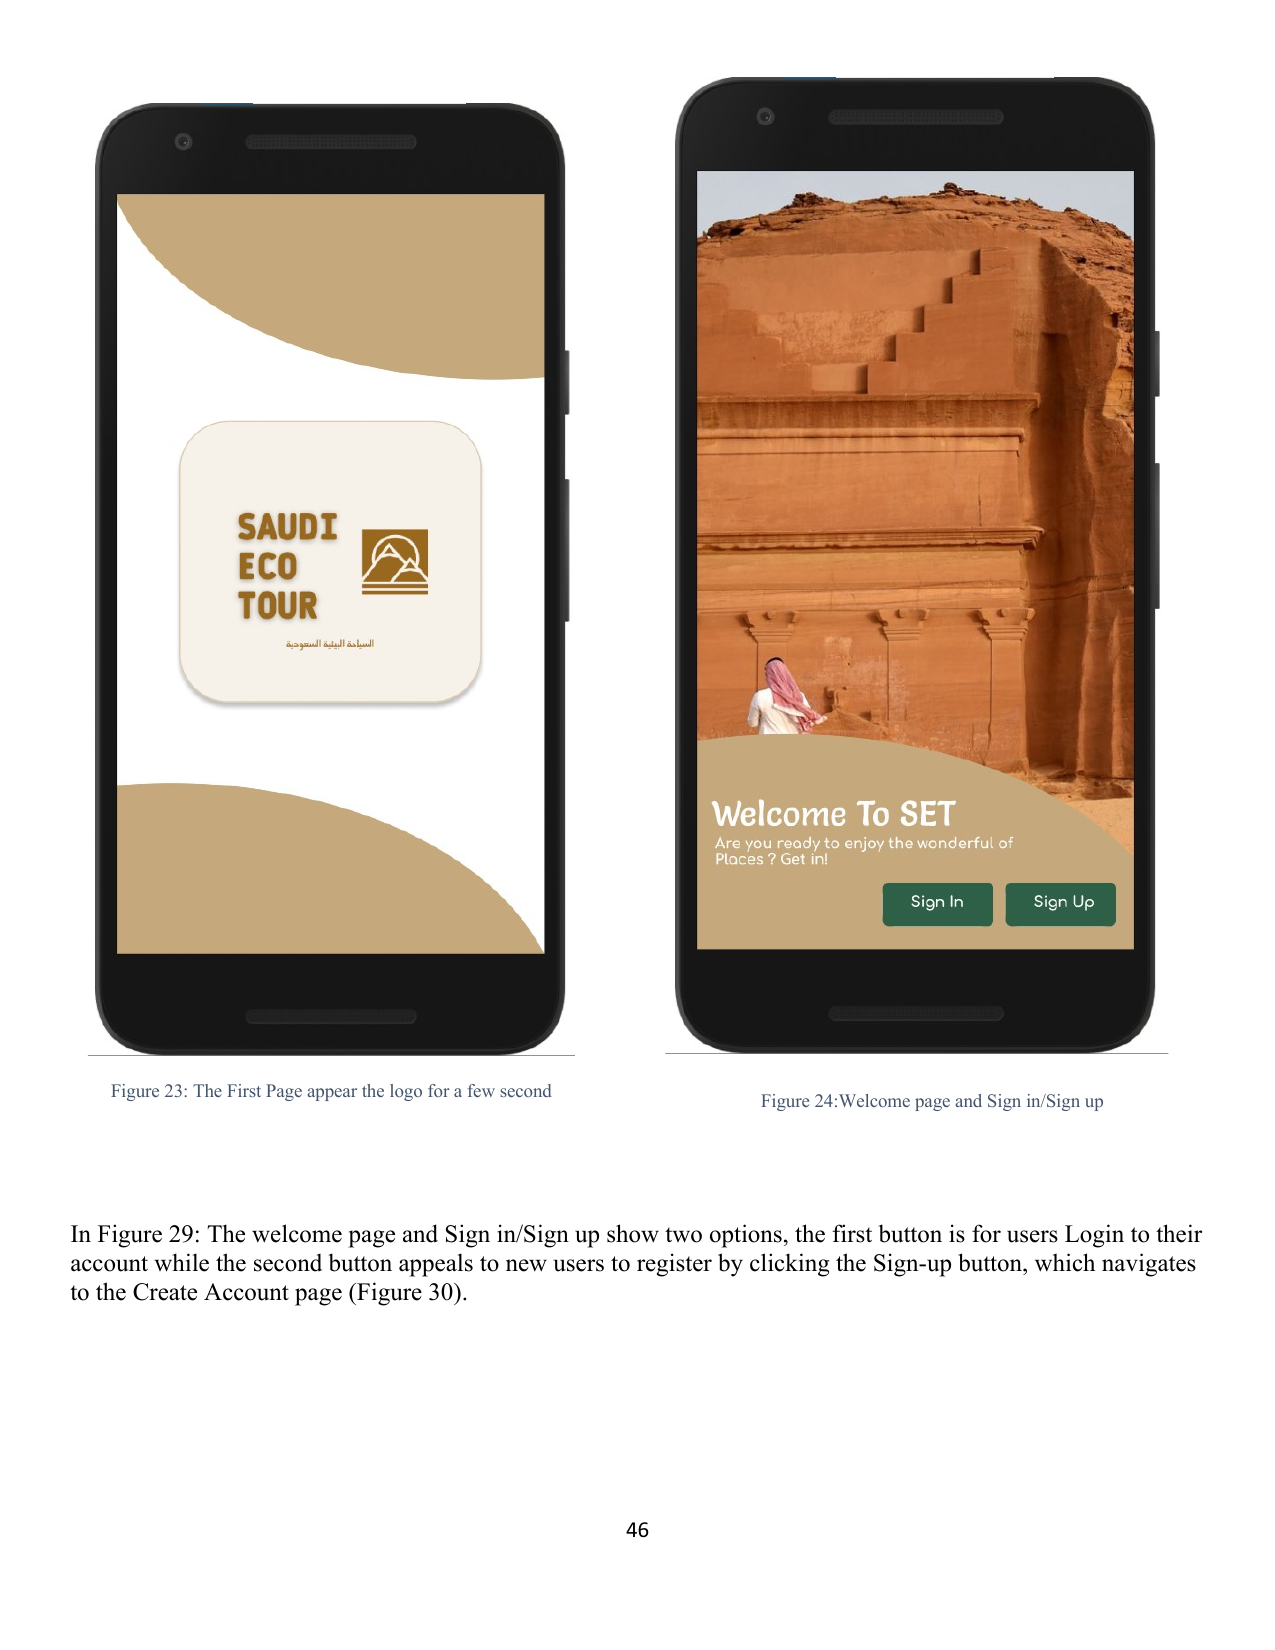 SAUDI
ECO
TOUR
السياحة البيئية السعودية
Welcome To SET
Are you ready to enjoy the wonderful of
Places ? Get in!
Sign In
Sign Up
Figure 23: The First Page appear the logo for a few second
Figure 24:Welcome page and Sign in/Sign up
In Figure 29: The welcome page and Sign in/Sign up show two options, the first button is for users Login to their
account while the second button appeals to new users to register by clicking the Sign-up button, which navigates
to the Create Account page (Figure 30).
46